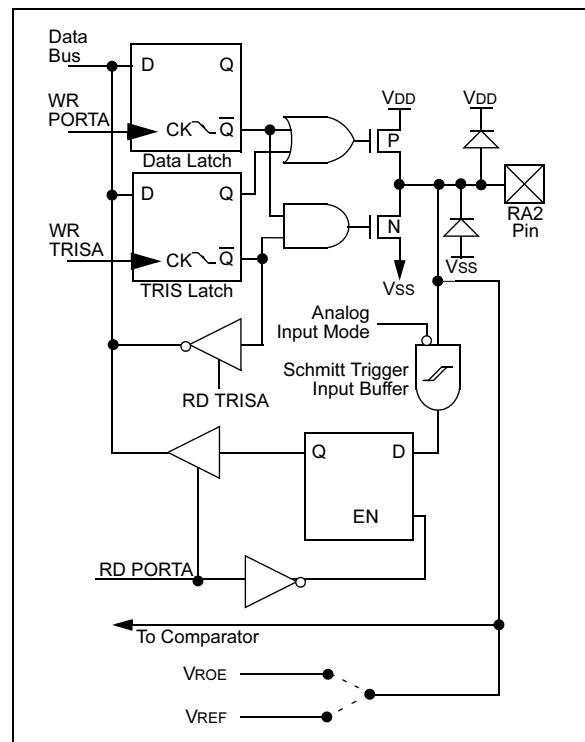 Data
Bus
D
Q
VDD
VDD
WR
PORTA
CK
Q
P
Data Latch
D
Q
RA2
Pin
N
WR
TRISA
CK
Q
VSS
TRIS Latch
VSS
Analog
Input Mode
Schmitt Trigger
Input Buffer
RD TRISA
Q
D
EN
RD PORTA
To Comparator
VROE
VREF